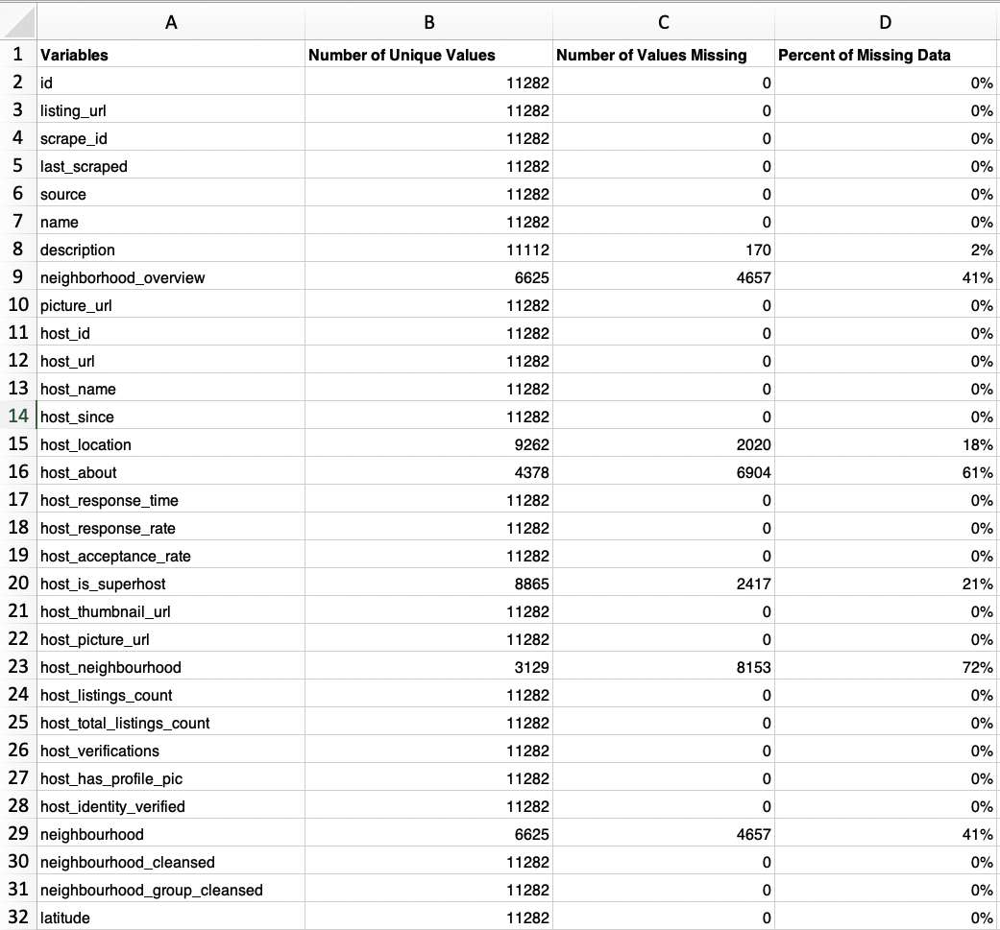 A B C D
1 Variables Number of Unique Values Number of Values Missing Percent of Missing Data
2 id 11282 0 0%
3 listing_url 11282 0 0%
4 scrape_id 11282 0 0%
5 last_scraped 11282 0 0%
6 source 11282 0 0%
7 name 11282 0 0%
8 description 11112 170 2%
9 neighborhood_overview 6625 4657 41%
10 picture_url 11282 0 0%
11 host_id 11282 0 0%
12 host_url 11282 0 0%
13 host_name 11282 0 0%
14 host_since 11282 0 0%
15 host_location 9262 2020 18%
16 host_about 4378 6904 61%
17 host_response_time 11282 0 0%
18 host_response_rate 11282 0 0%
19 host_acceptance_rate 11282 0 0%
20 host_is_superhost 8865 2417 21%
21 host_thumbnail_url 11282 0 0%
22 host_picture_url 11282 0 0%
23 host_neighbourhood 3129 8153 72%
24 host_listings_count 11282 0 0%
25 host_total_listings_count 11282 0 0%
26 host_verifications 11282 0 0%
27 host_has_profile_pic 11282 0 0%
28 host_identity_verified 11282 0 0%
29 neighbourhood 6625 4657 41%
30 neighbourhood_cleansed 11282 0 0%
31 neighbourhood_group_cleansed 11282 0 0%
32 latitude 11282 0 0%